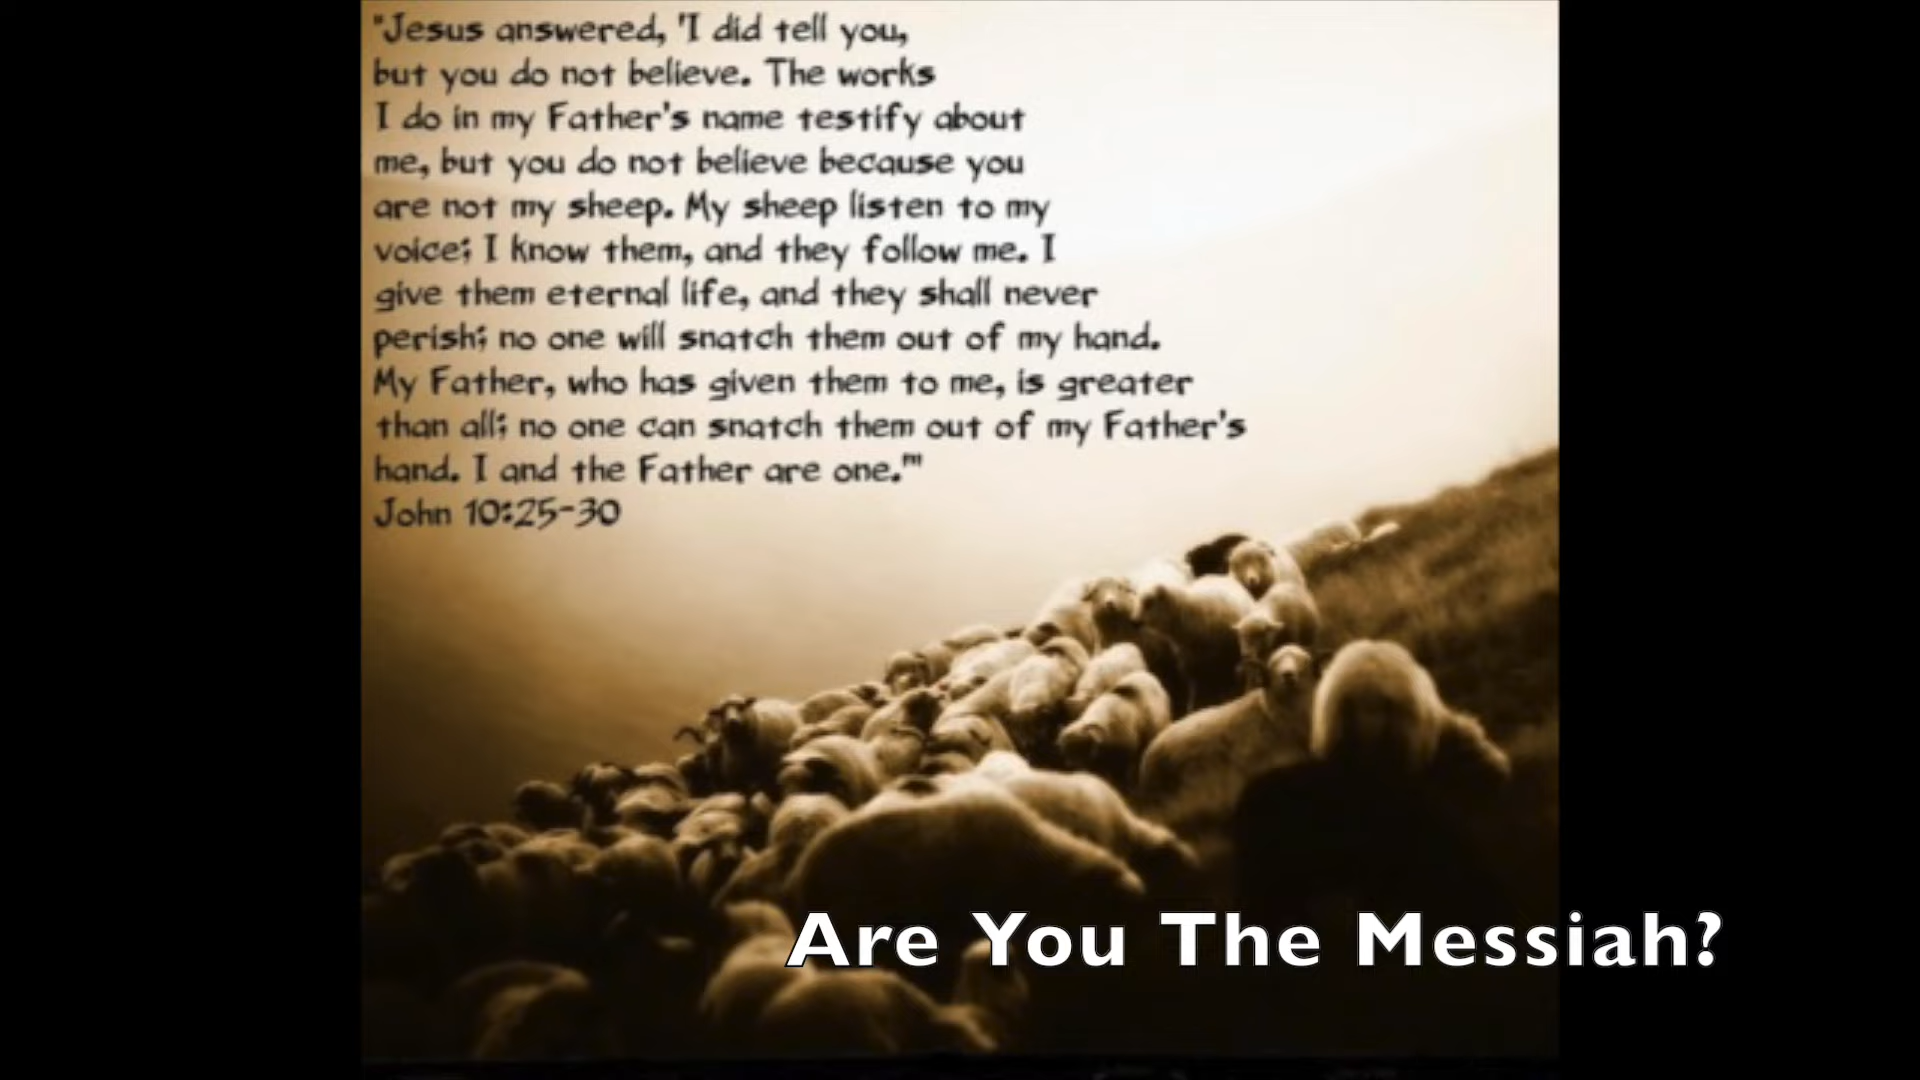 "Jesus answered, 'I did tell you,
but you do not believe. The works
I do in my Father's name testify about
me, but you do not believe because you
are not my sheep. My sheep listen to my
voice; I know them, and they follow me. I
give them eternal life, and they shall never
perish; no one will snatch them out of my hand.
My Father, who has given them to me, is greater
than all; no one can snatch them out of my Father's
hand. I and the Father are one.'"
John 10:25-30
Are You The Messiah?